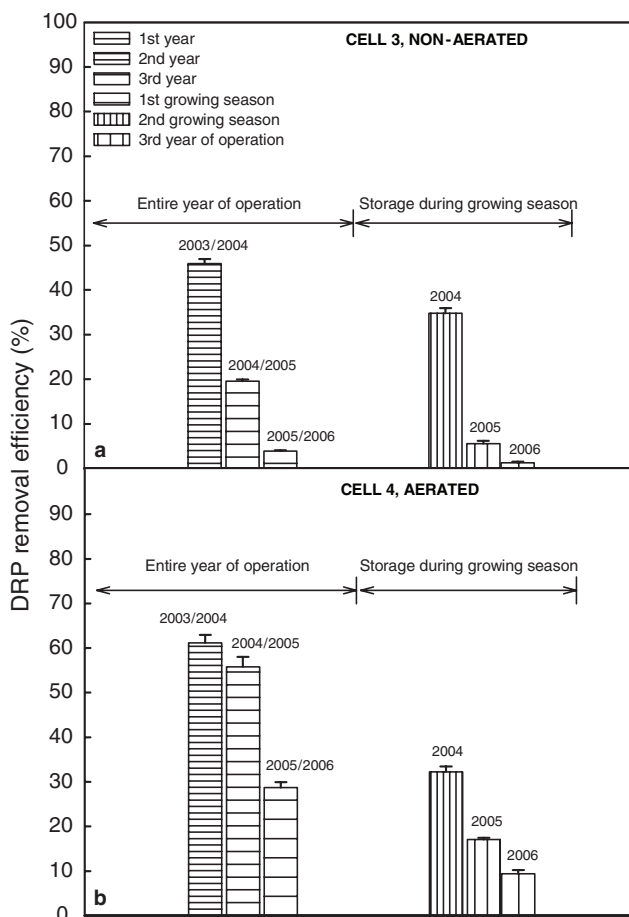 CELL 3, NON-AERATED
1st year
2nd year
3rd year
1st growing season
2nd growing season
3rd year of operation
100
90
80
70
60
50
40
30
20
10
0
Entire year of operation
Storage during growing season
2003/2004
2004/2005
2005/2006
2004
2005
2006
a
DRP removal efficiency (%)
CELL 4, AERATED
90
80
70
60
50
40
30
20
10
0
Entire year of operation
Storage during growing season
2003/2004
2004/2005
2005/2006
2004
2005
2006
b